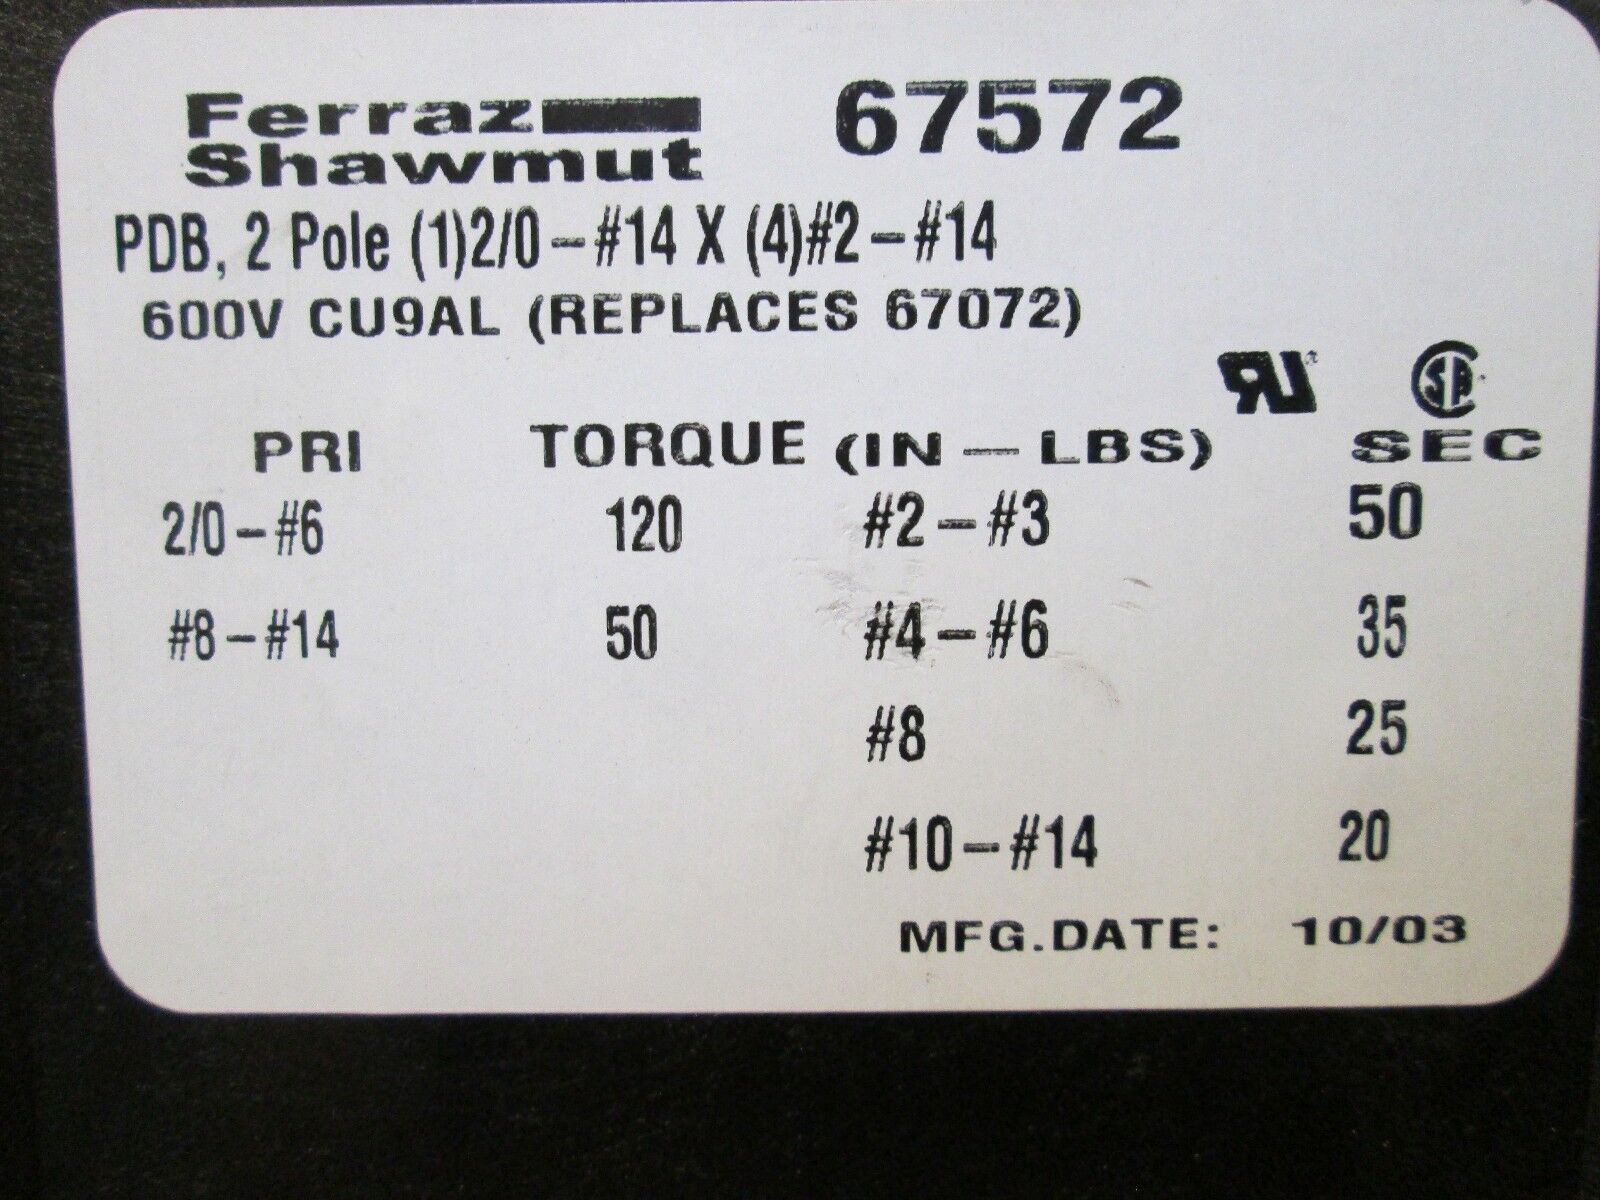 Ferraz
Shawmut
67572
PDB, 2 Pole (1)2/0-#14 X (4)#2-#14
600V CU9AL (REPLACES 67072)
RU SA
PRI TORQUE (IN-LBS) SEC
2/0-#6 120 #2-#3 50
#8-#14 50 #4-#6 35
#8 25
#10-#14 20
MFG.DATE: 10/03